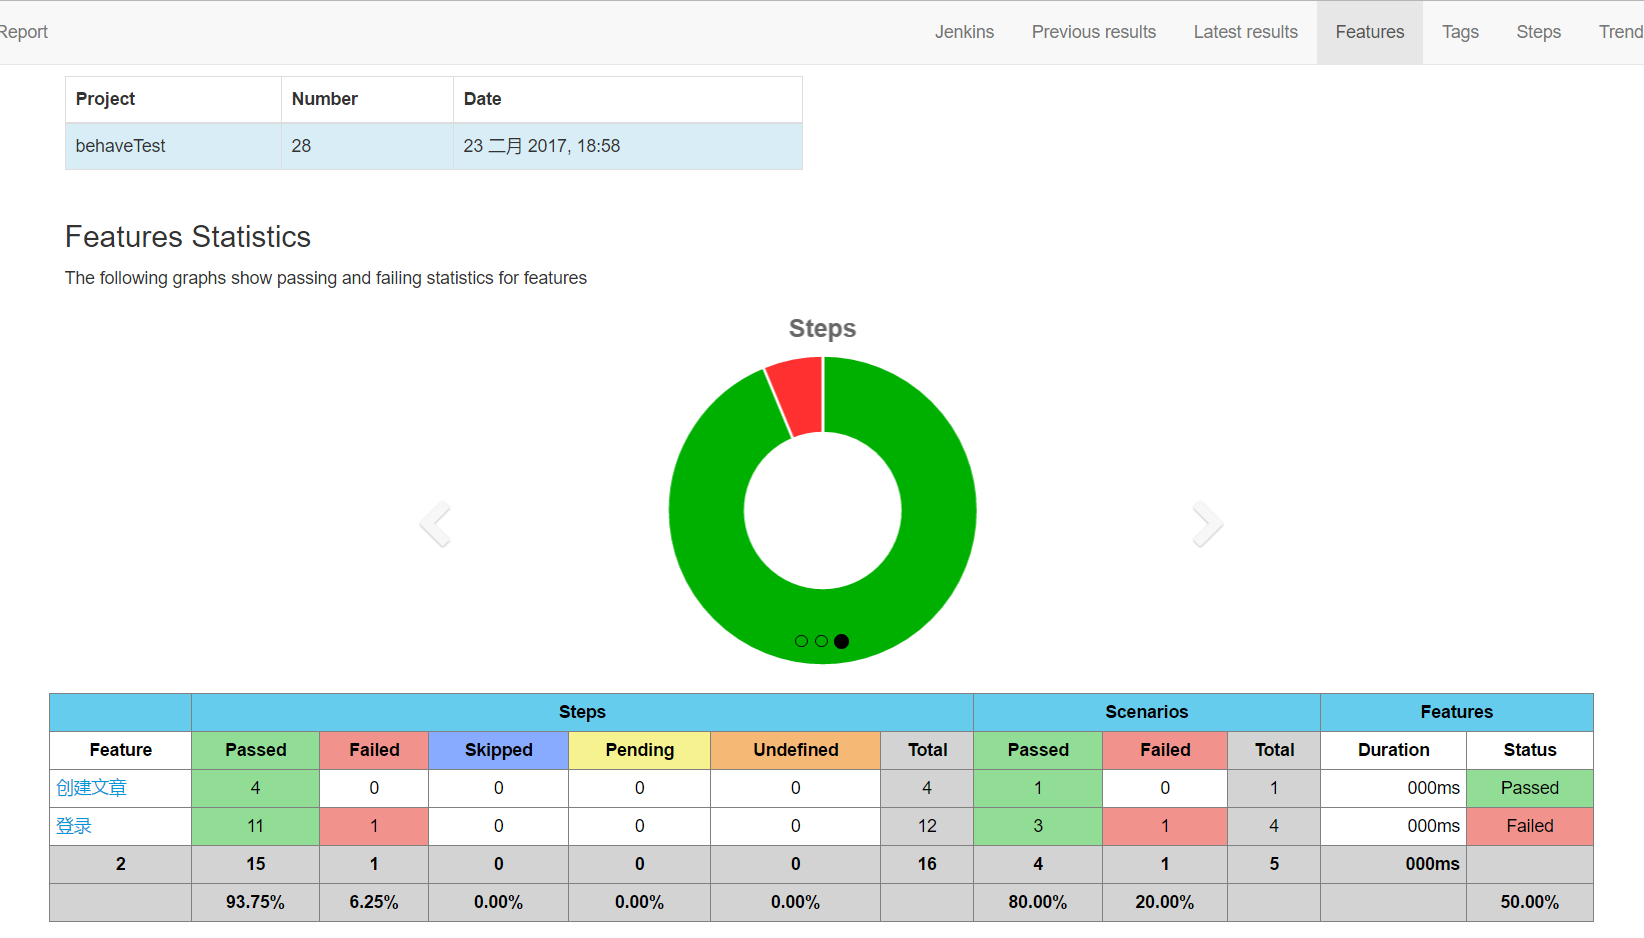 Report Jenkins Previous results Latest results Features Tags Steps Trend
Project Number Date
behaveTest 28 23 二月 2017, 18:58
Features Statistics
The following graphs show passing and failing statistics for features
Steps
Steps Scenarios Features
Feature Passed Failed Skipped Pending Undefined Total Passed Failed Total Duration Status
创建文章 4 0 0 0 0 4 1 0 1 000ms Passed
登录 11 1 0 0 0 12 3 1 4 000ms Failed
2 15 1 0 0 0 16 4 1 5 000ms
93.75% 6.25% 0.00% 0.00% 0.00% 80.00% 20.00% 50.00%